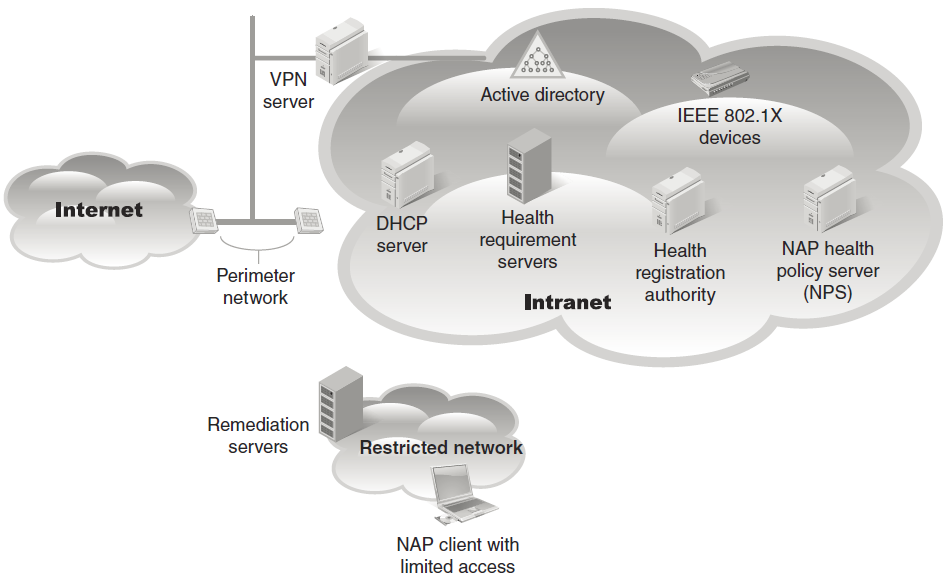 VPN
server
Active directory
IEEE 802.1X
devices
Internet
DHCP
server
Health
requirement
servers
Health
registration
authority
NAP health
policy server
(NPS)
Perimeter
network
Intranet
Remediation
servers
Restricted network
NAP client with
limited access